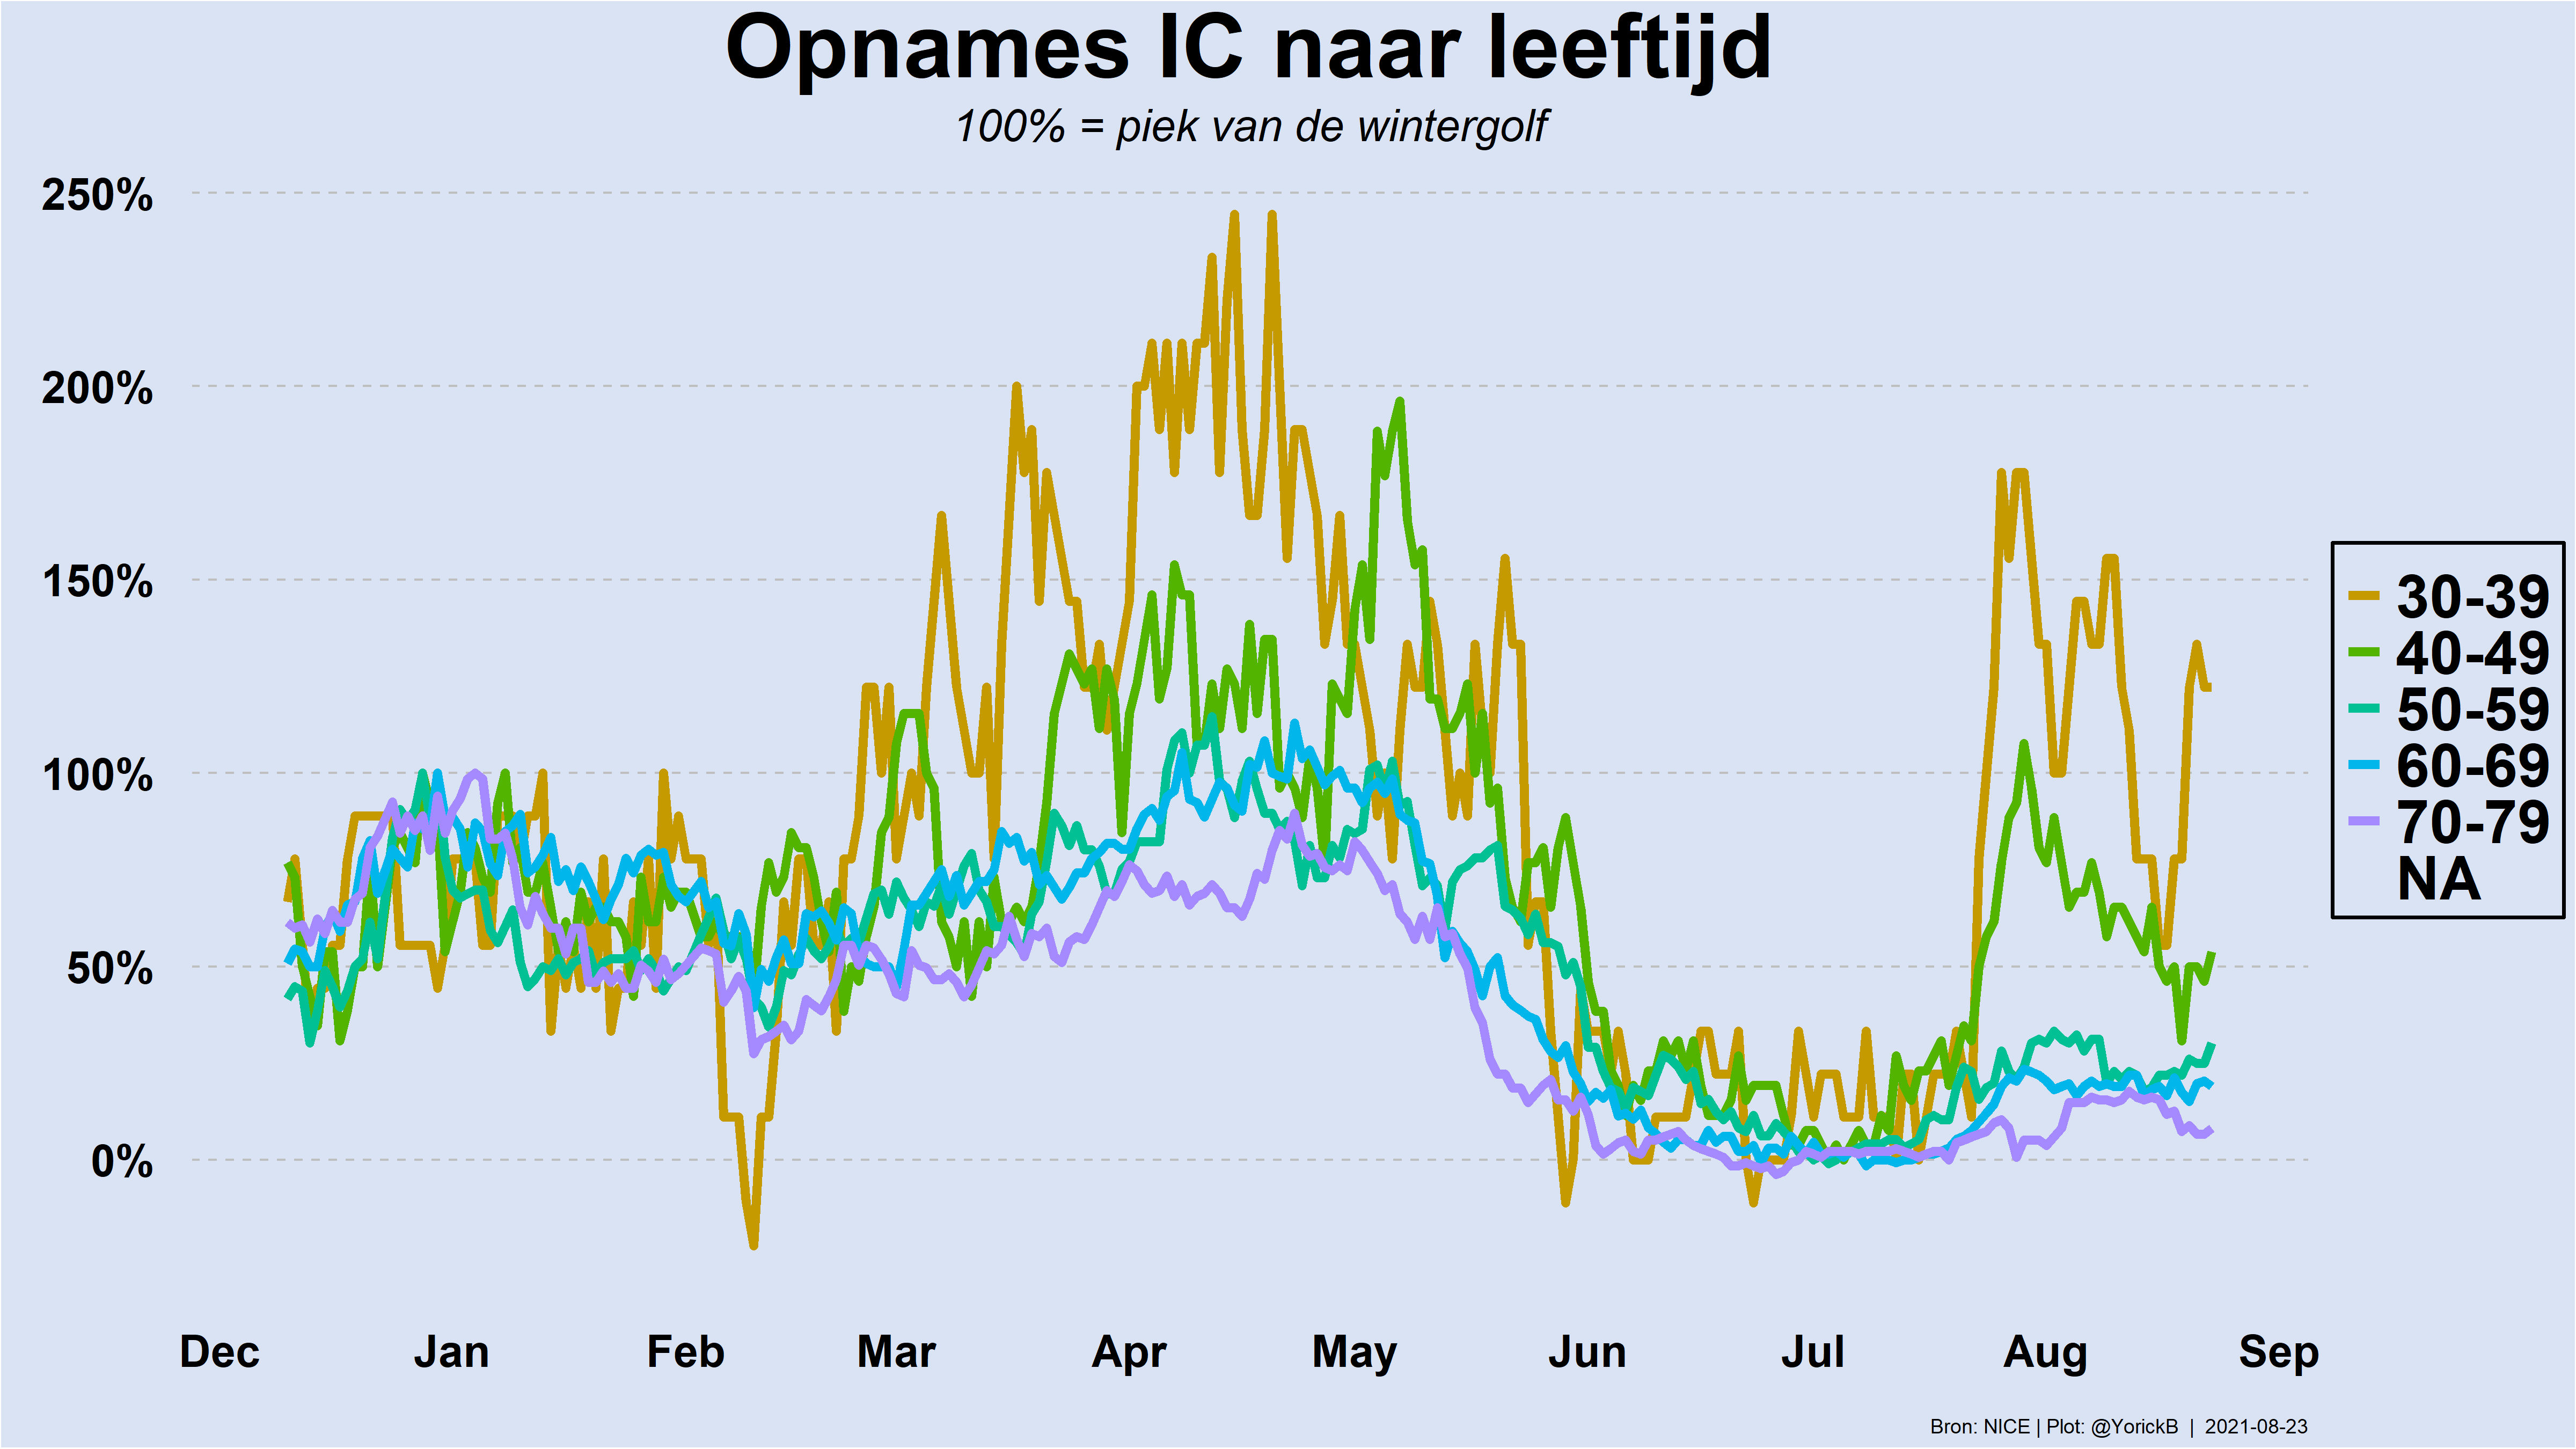 Opnames IC naar leeftijd
100% = piek van de wintergolf
250%
200%
150%
100%
50%
0%
30-39
40-49
50-59
60-69
70-79
NA
Dec Jan Feb Mar Apr May Jun Jul Aug Sep
Bron: NICE | Plot: @YorickB | 2021-08-23